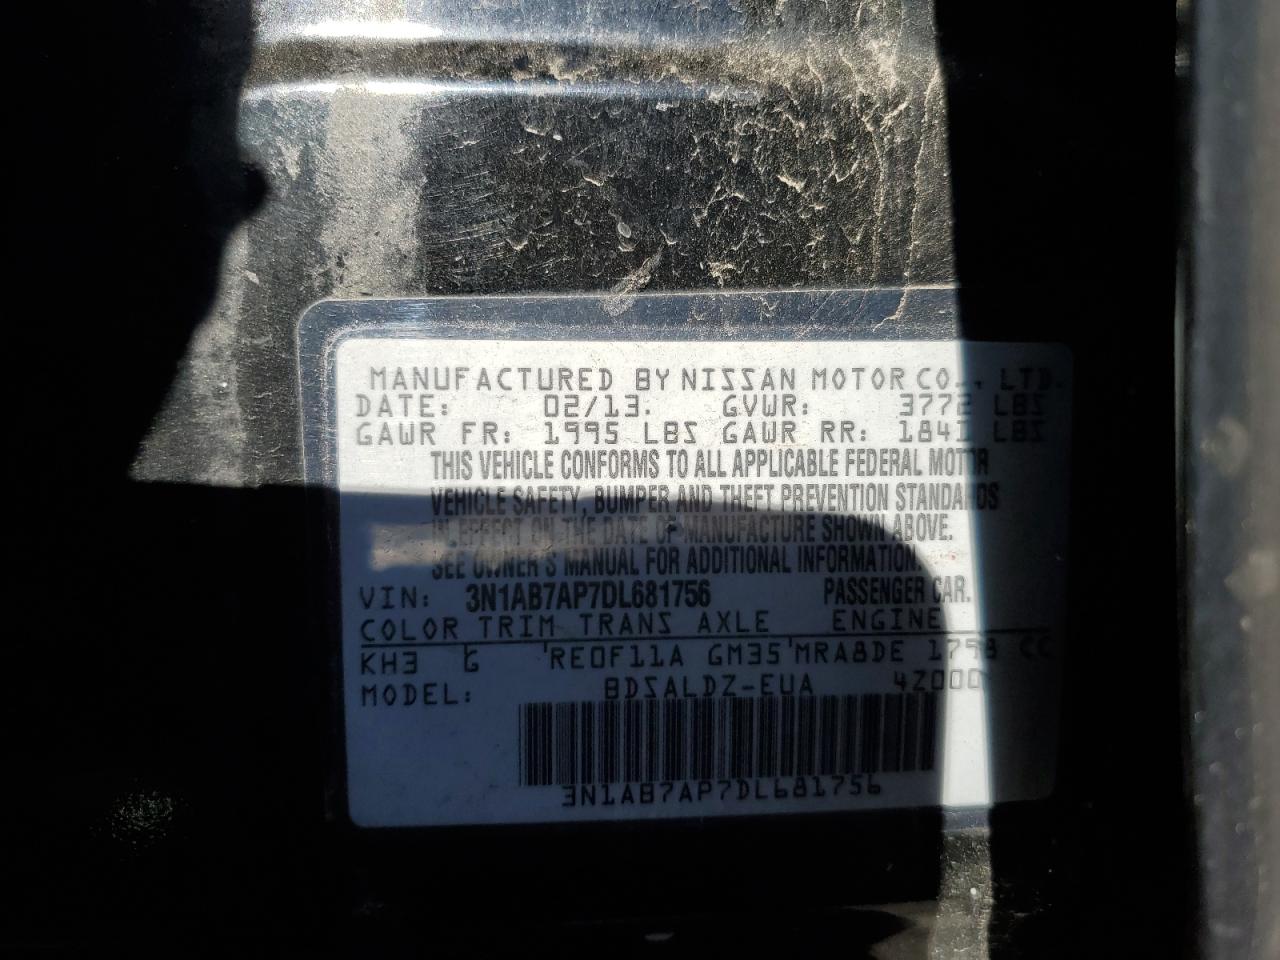 MANUFACTURED BY NISSAN MOTOR CO., LTD.
DATE: 02/13. GVWR: 3772 LBS
GAWR FR: 1995 LBS GAWR RR: 1841 LBS
THIS VEHICLE CONFORMS TO ALL APPLICABLE FEDERAL MOTOR
VEHICLE SAFETY, BUMPER AND THEFT PREVENTION STANDARDS
IN EFFECT ON THE DATE OF MANUFACTURE SHOWN ABOVE.
SEE OWNER'S MANUAL FOR ADDITIONAL INFORMATION.
VIN: 3N1AB7AP7DL681756 PASSENGER CAR.
COLOR TRIM TRANS AXLE ENGINE
KH3 G 'RE0F11A GM35'MRA8DE 1798 CC
MODEL: BDSALDZ-EUA 4Z000
3N1AB7AP7DL681756